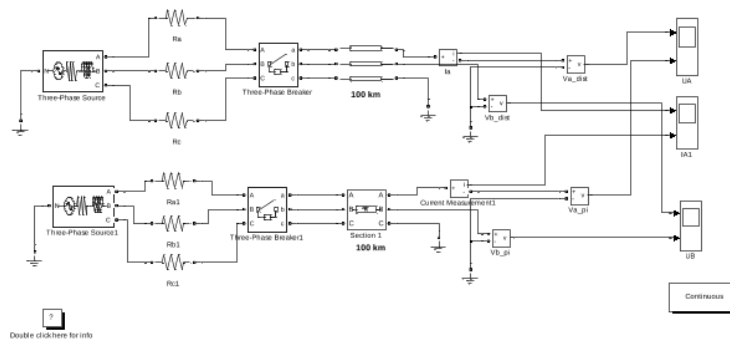 Ra
A
A
a
N
B
Rb
B
b
C
C
c
Three-Phase Source
Three-Phase Breaker
100 km
Rc
Ia
Va_dist
Vb_dist
UA
IA1
Ra1
A
A
a
A
A
N
B
B
b
B
B
C
C
c
C
C
Three-Phase Source1
Rb1
Three-Phase Breaker1
Section 1
100 km
Current Measurement1
Va_pi
Vb_pi
UB
Rc1
Continuous
?
Double click here for info